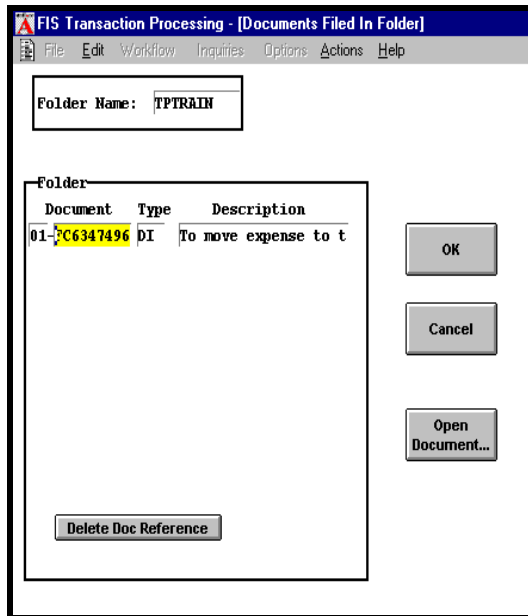 FIS Transaction Processing - [Documents Filed In Folder]
File Edit Workflow Inquiries Options Actions Help
Folder Name: TPTRAIN
Folder
Document Type Description
01-?C6347496 DI To move expense to t
OK
Cancel
Open
Document...
Delete Doc Reference